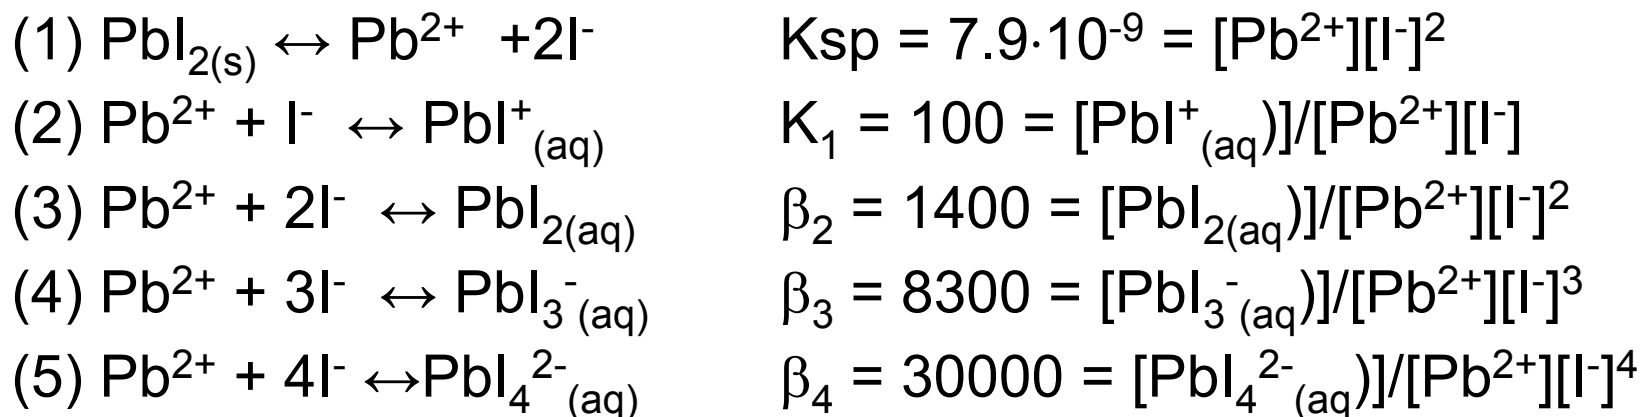 (1) PbI₂₍ₛ₎ ↔ Pb²⁺ +2I⁻ Ksp = 7.9·10⁻⁹ = [Pb²⁺][I⁻]²
(2) Pb²⁺ + I⁻ ↔ PbI⁺(aq) K₁ = 100 = [PbI⁺(aq)]/[Pb²⁺][I⁻]
(3) Pb²⁺ + 2I⁻ ↔ PbI₂(aq) β₂ = 1400 = [PbI₂(aq)]/[Pb²⁺][I⁻]²
(4) Pb²⁺ + 3I⁻ ↔ PbI₃⁻(aq) β₃ = 8300 = [PbI₃⁻(aq)]/[Pb²⁺][I⁻]³
(5) Pb²⁺ + 4I⁻ ↔PbI₄²⁻(aq) β₄ = 30000 = [PbI₄²⁻(aq)]/[Pb²⁺][I⁻]⁴